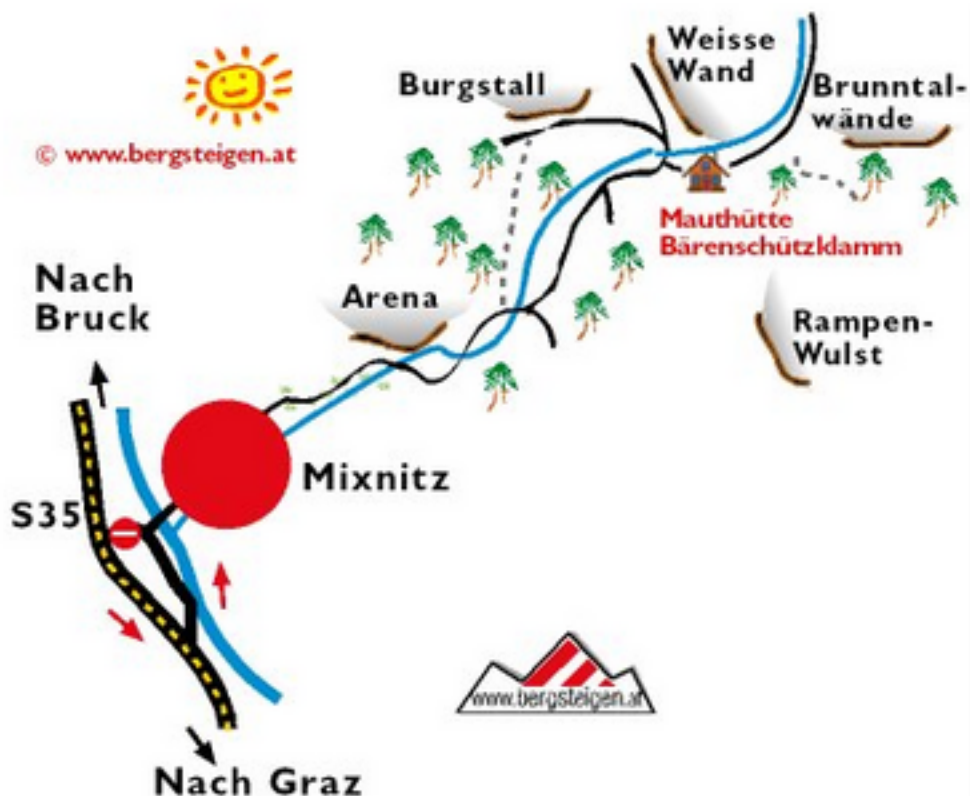 Weisse
Wand
Burgstall
Brunntal-
wände
© www.bergsteigen.at
Mauthütte
Bärenschützklamm
Nach
Bruck
Arena
Rampen-
Wulst
Mixnitz
S35
www.bergsteigen.at
Nach Graz